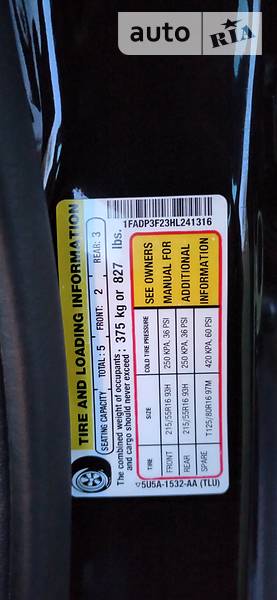 auto RIA
1FADP3F23HL241316
TIRE AND LOADING INFORMATION
SEATING CAPACITY TOTAL : 5 FRONT: 2 REAR: 3
The combined weight of occupants and cargo should never exceed : 375 kg or 827 lbs.
TIRE SIZE COLD TIRE PRESSURE
FRONT 215/55R16 93H 250 KPA, 36 PSI
REAR 215/55R16 93H 250 KPA, 36 PSI
SPARE T125/80R16 97M 420 KPA, 60 PSI
SEE OWNERS
MANUAL FOR
ADDITIONAL
INFORMATION
5U5A-1532-AA (TLU)